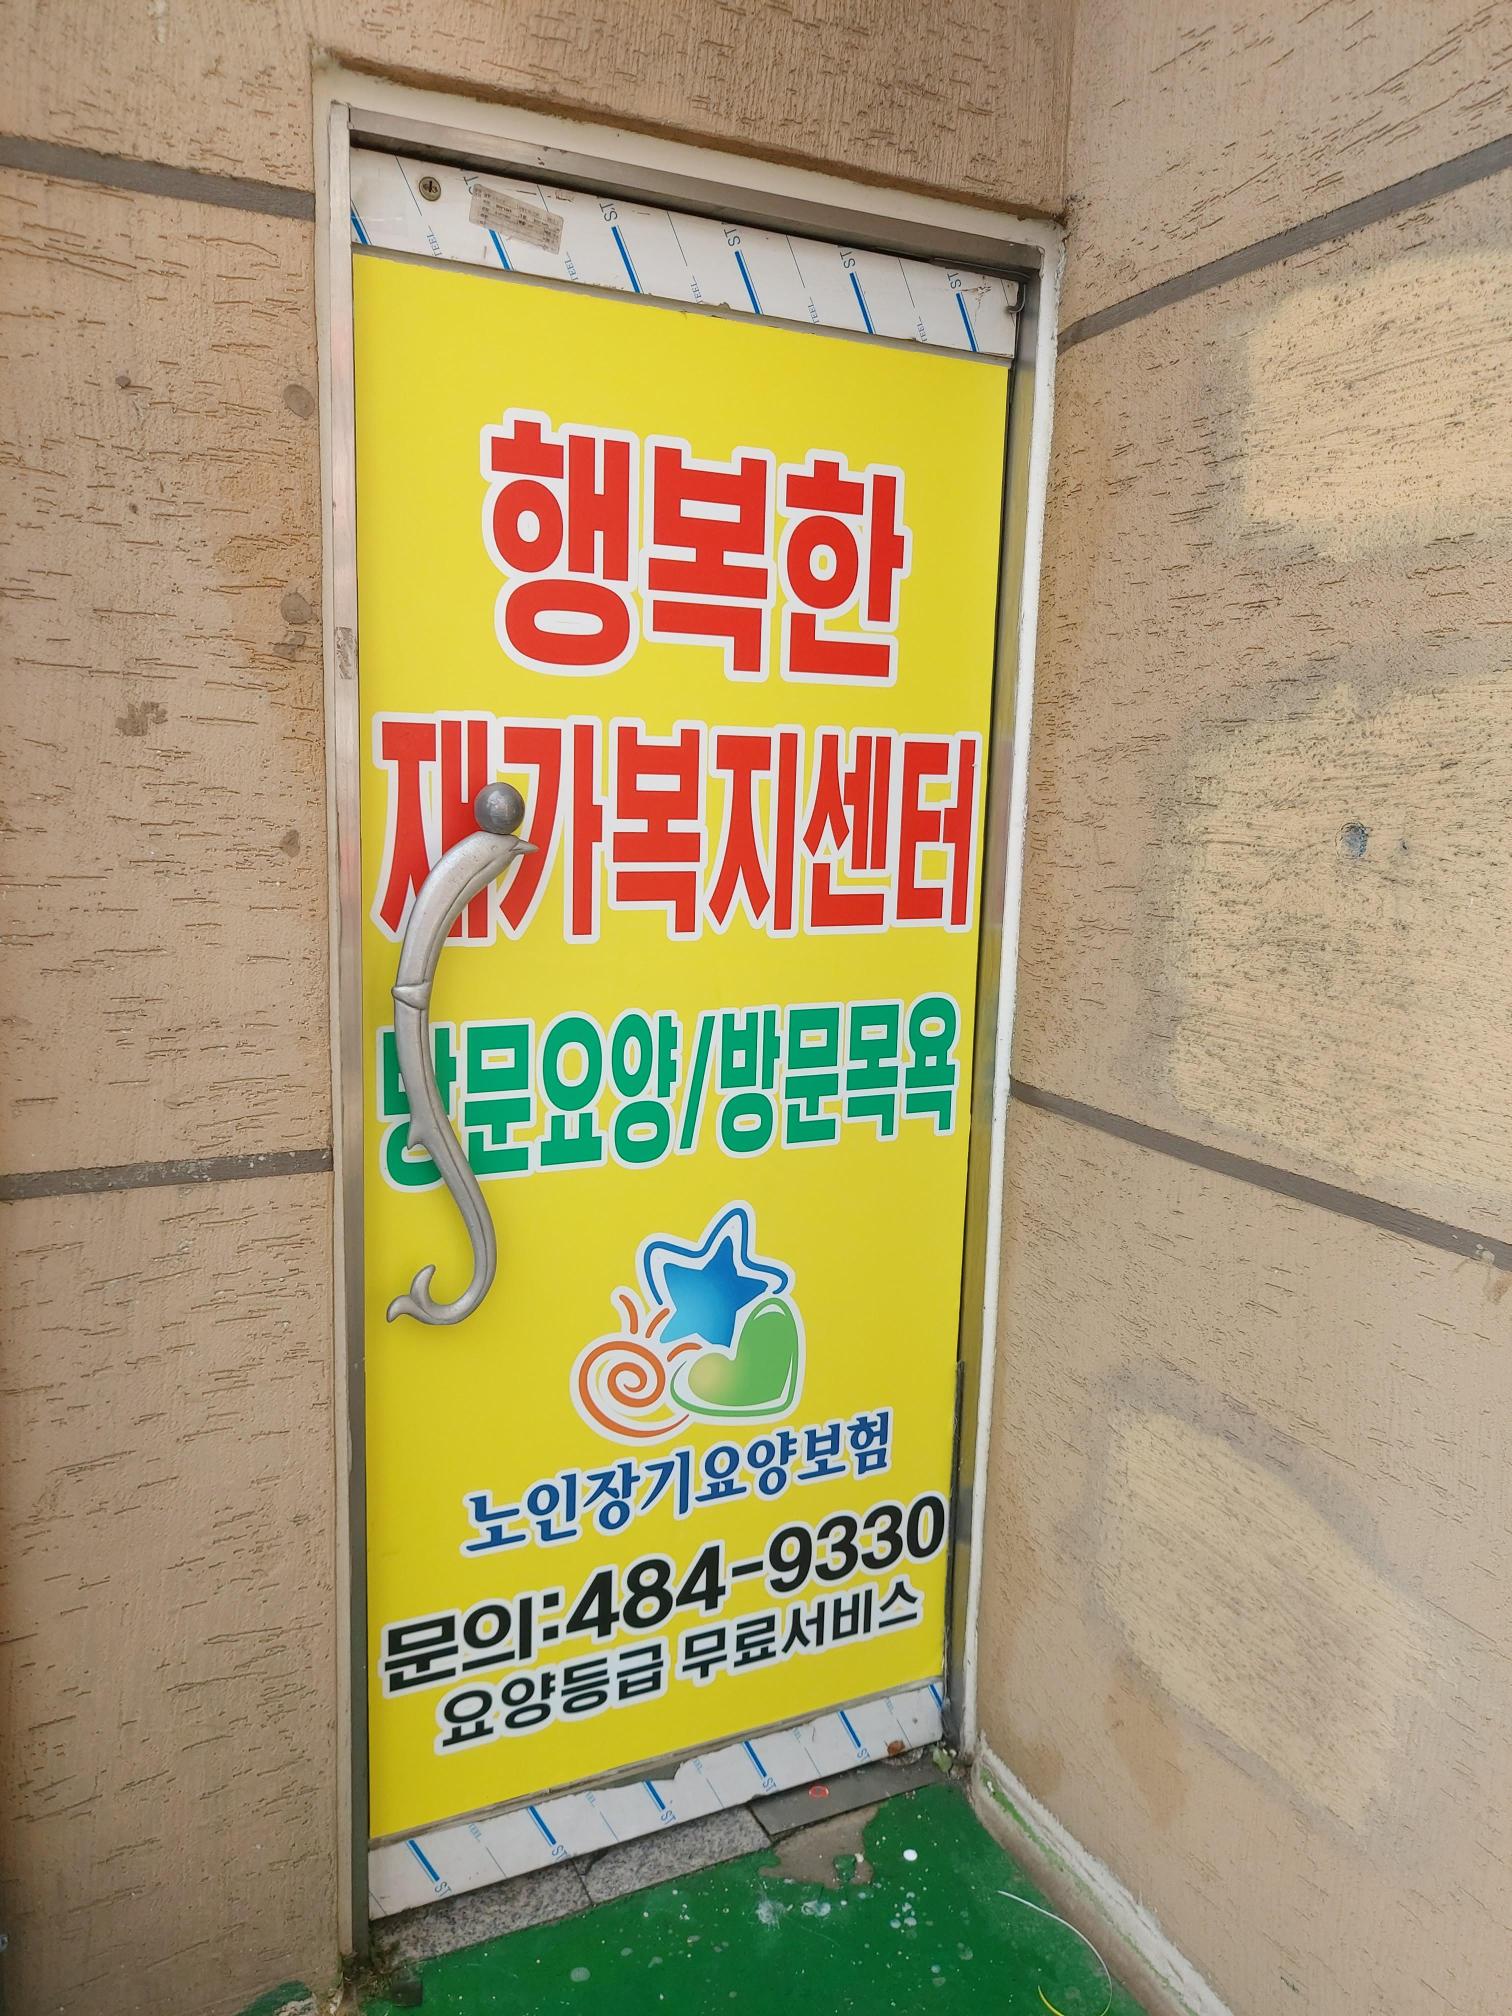 행복한
재가복지센터
방문요양/방문목욕
노인장기요양보험
문의:484-9330
요양등급 무료서비스